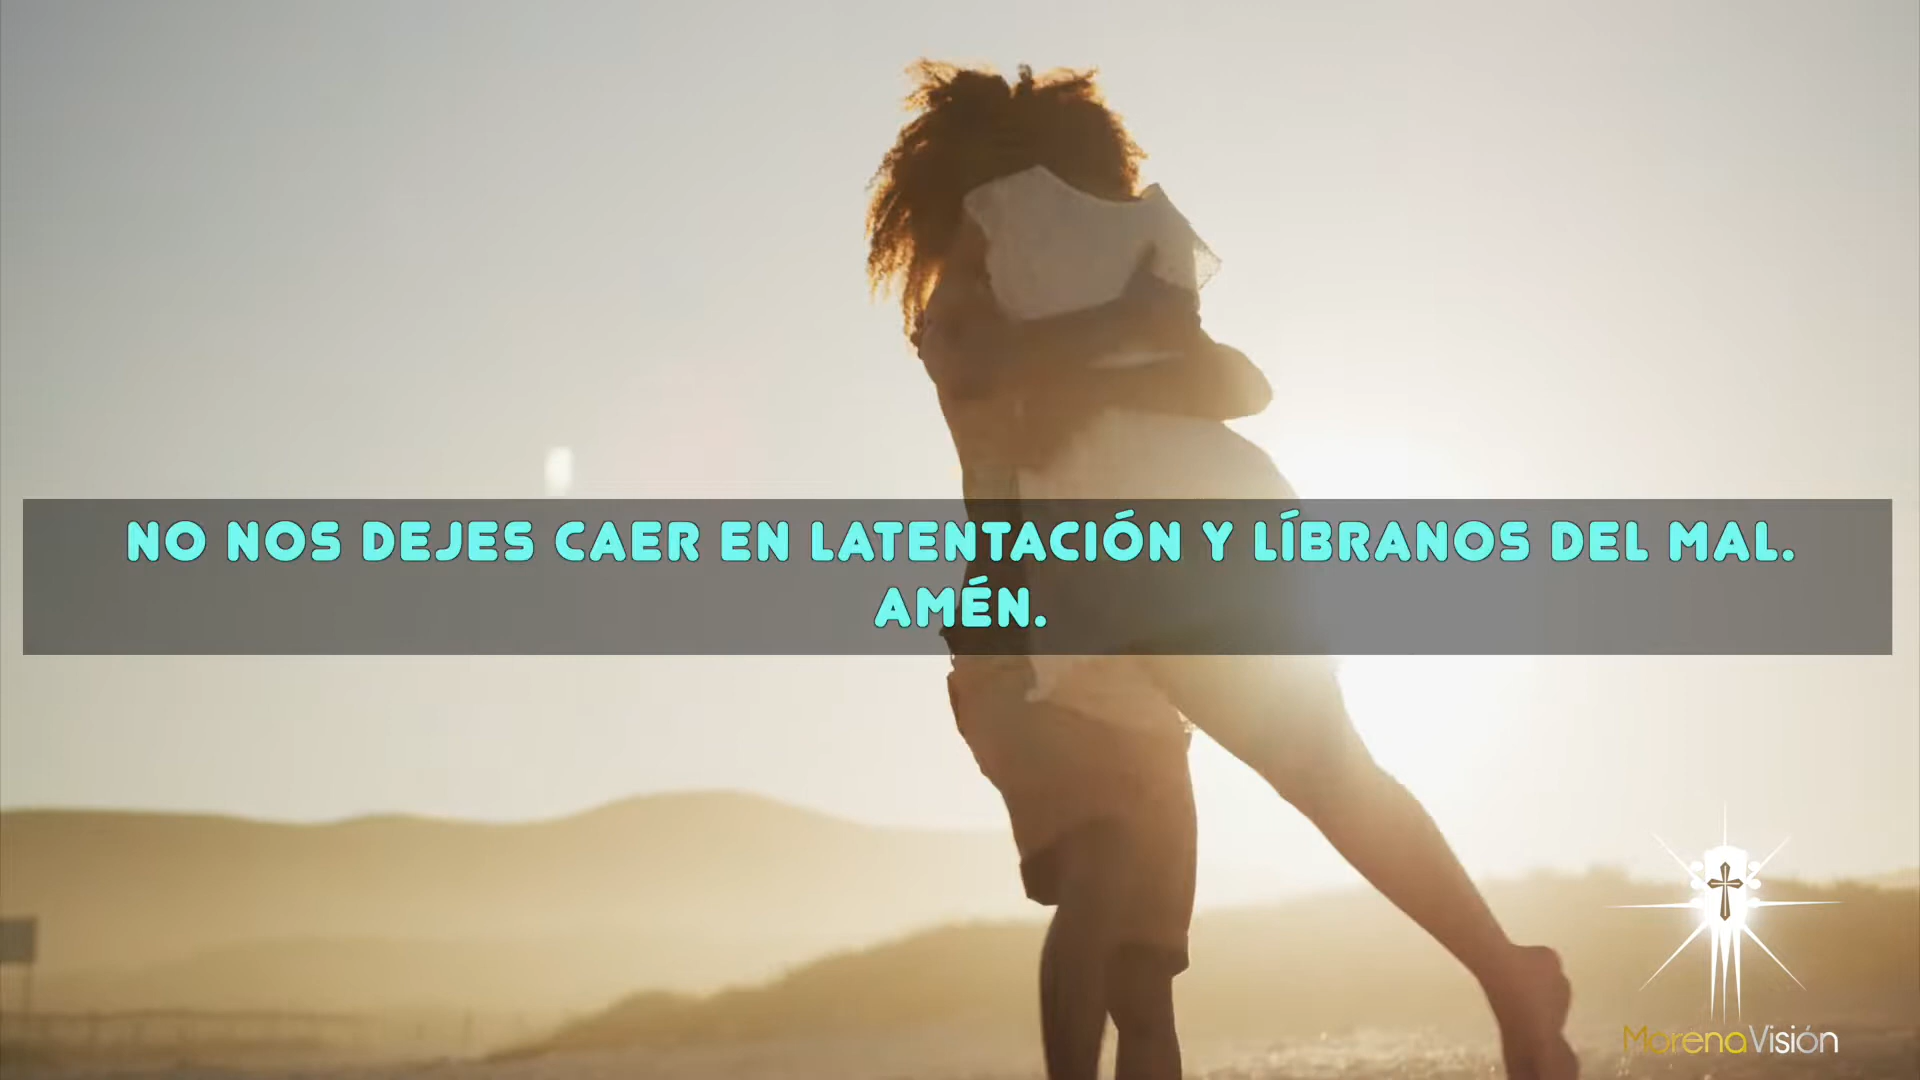 NO NOS DEJES CAER EN LATENTACIÓN Y LÍBRANOS DEL MAL.
AMÉN.
MorenaVisión